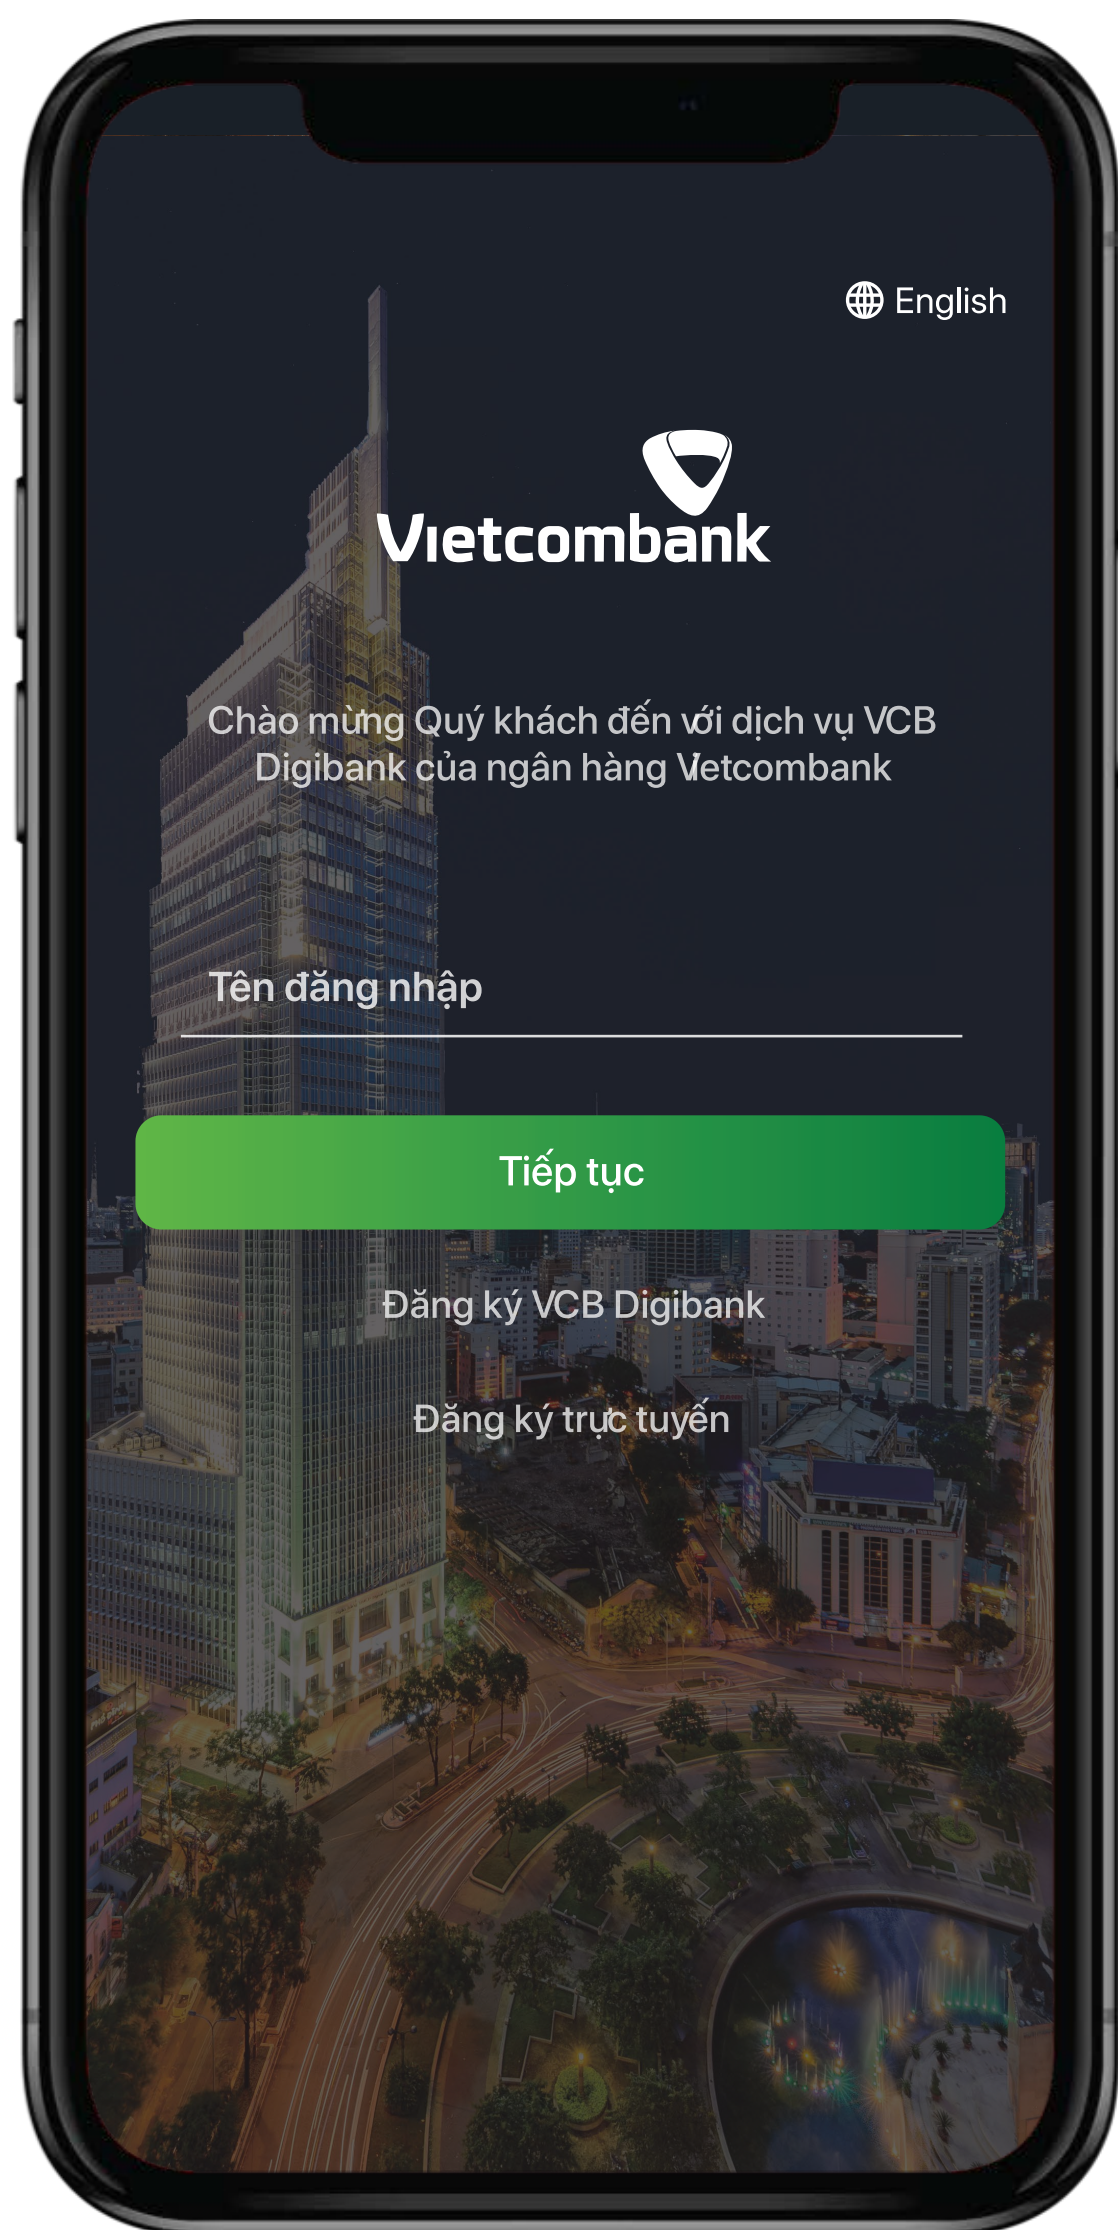 English
Vietcombank
Chào mừng Quý khách đến với dịch vụ VCB
Digibank của ngân hàng Vietcombank
Tên đăng nhập
Tiếp tục
Đăng ký VCB Digibank
Đăng ký trực tuyến